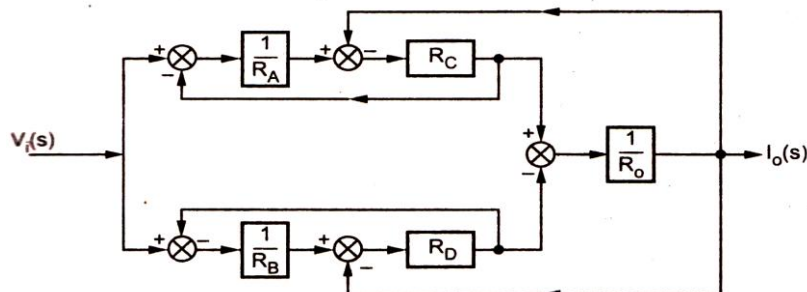 + − 1 R_A + − R_C
V_i(s) + − 1 R_o I_o(s)
+ − 1 R_B + − R_D